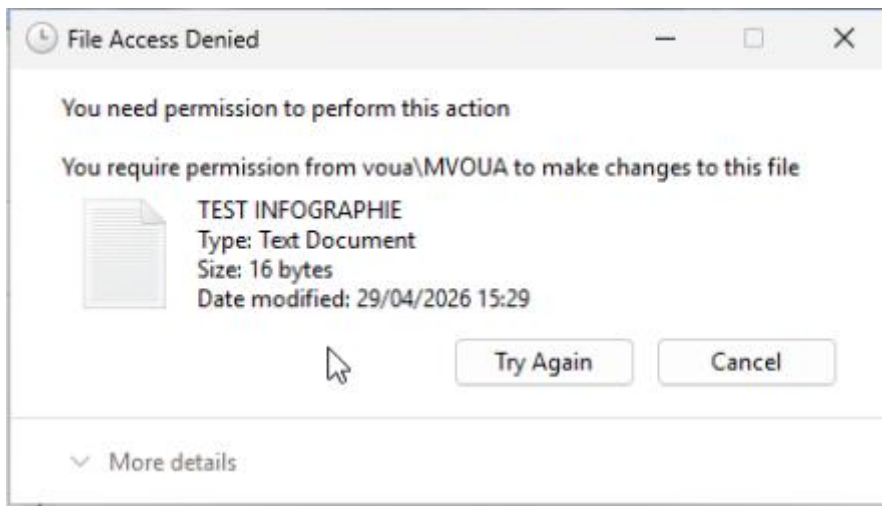 File Access Denied
You need permission to perform this action
You require permission from voua\MVOUA to make changes to this file
TEST INFOGRAPHIE
Type: Text Document
Size: 16 bytes
Date modified: 29/04/2026 15:29
Try Again
Cancel
More details